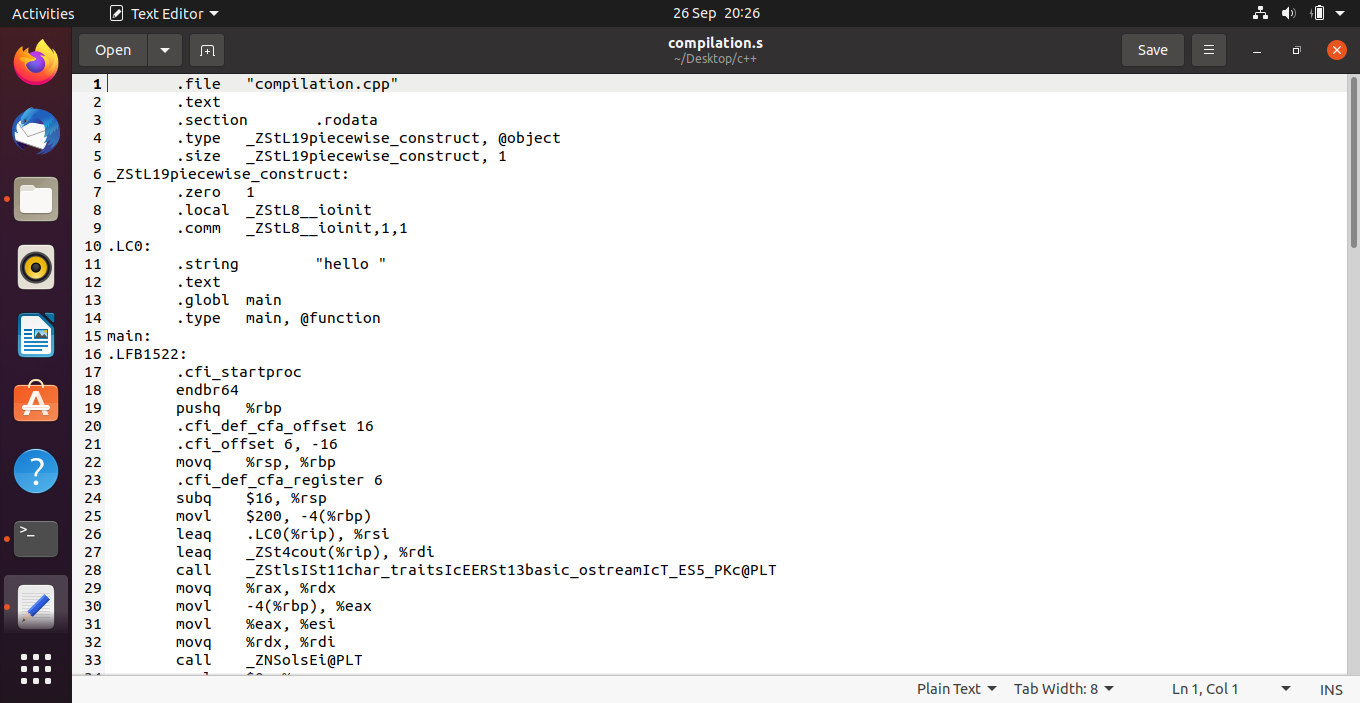 Activities Text Editor 26 Sep 20:26
Open compilation.s Save
~/Desktop/c++
1 .file "compilation.cpp"
2 .text
3 .section .rodata
4 .type _ZStL19piecewise_construct, @object
5 .size _ZStL19piecewise_construct, 1
6 _ZStL19piecewise_construct:
7 .zero 1
8 .local _ZStL8__ioinit
9 .comm _ZStL8__ioinit,1,1
10 .LC0:
11 .string "hello "
12 .text
13 .globl main
14 .type main, @function
15 main:
16 .LFB1522:
17 .cfi_startproc
18 endbr64
19 pushq %rbp
20 .cfi_def_cfa_offset 16
21 .cfi_offset 6, -16
22 movq %rsp, %rbp
23 .cfi_def_cfa_register 6
24 subq $16, %rsp
25 movl $200, -4(%rbp)
26 leaq .LC0(%rip), %rsi
27 leaq _ZSt4cout(%rip), %rdi
28 call _ZStlsISt11char_traitsIcEERSt13basic_ostreamIcT_ES5_PKc@PLT
29 movq %rax, %rdx
30 movl -4(%rbp), %eax
31 movl %eax, %esi
32 movq %rdx, %rdi
33 call _ZNSolsEi@PLT
Plain Text Tab Width: 8 Ln 1, Col 1 INS